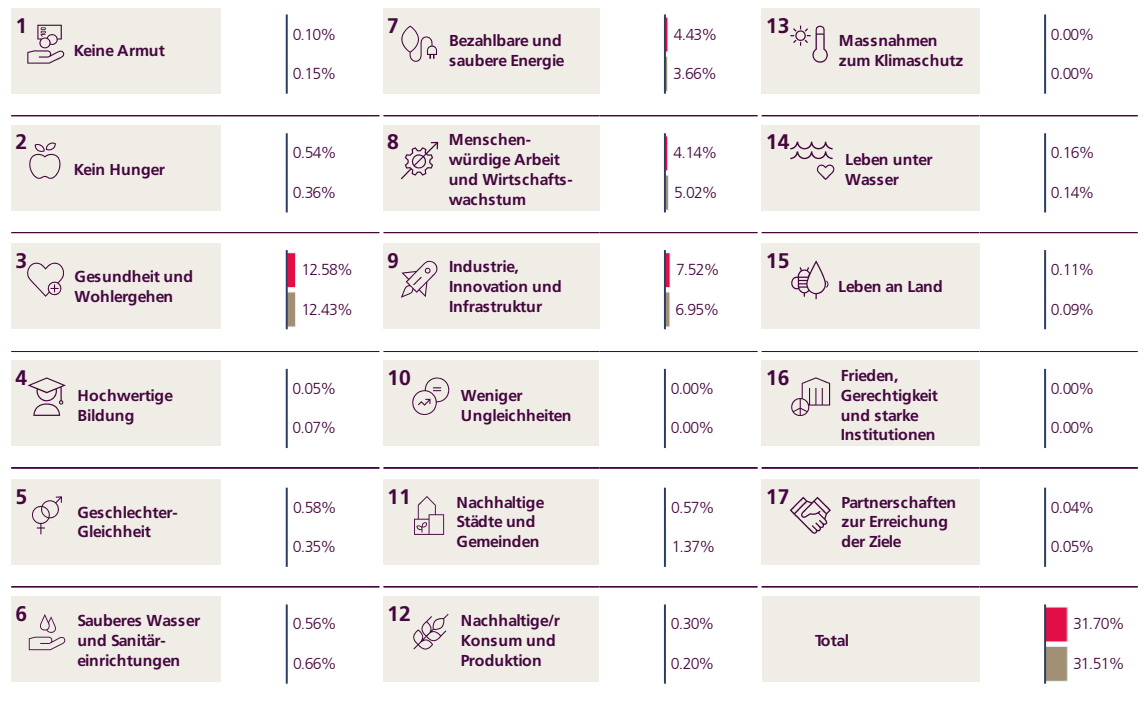 1
Keine Armut
0.10%
0.15%
2
Kein Hunger
0.54%
0.36%
3
Gesundheit und
Wohlergehen
12.58%
12.43%
4
Hochwertige
Bildung
0.05%
0.07%
5
Geschlechter-
Gleichheit
0.58%
0.35%
6
Sauberes Wasser
und Sanitär-
einrichtungen
0.56%
0.66%
7
Bezahlbare und
saubere Energie
4.43%
3.66%
8
Menschen-
würdige Arbeit
und Wirtschafts-
wachstum
4.14%
5.02%
9
Industrie,
Innovation und
Infrastruktur
7.52%
6.95%
10
Weniger
Ungleichheiten
0.00%
0.00%
11
Nachhaltige
Städte und
Gemeinden
0.57%
1.37%
12
Nachhaltige/r
Konsum und
Produktion
0.30%
0.20%
13
Massnahmen
zum Klimaschutz
0.00%
0.00%
14
Leben unter
Wasser
0.16%
0.14%
15
Leben an Land
0.11%
0.09%
16
Frieden,
Gerechtigkeit
und starke
Institutionen
0.00%
0.00%
17
Partnerschaften
zur Erreichung
der Ziele
0.04%
0.05%
Total
31.70%
31.51%